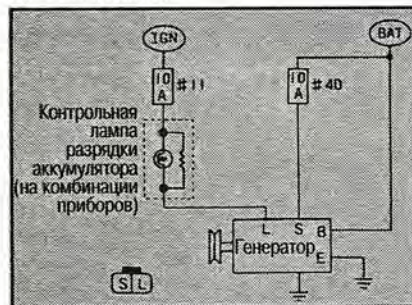 IGN
BAT
10
A
#11
10
A
#40
Контрольная
лампа
разрядки
аккумулятора
(на комбинации
приборов)
L S B
E
Генератор
S L